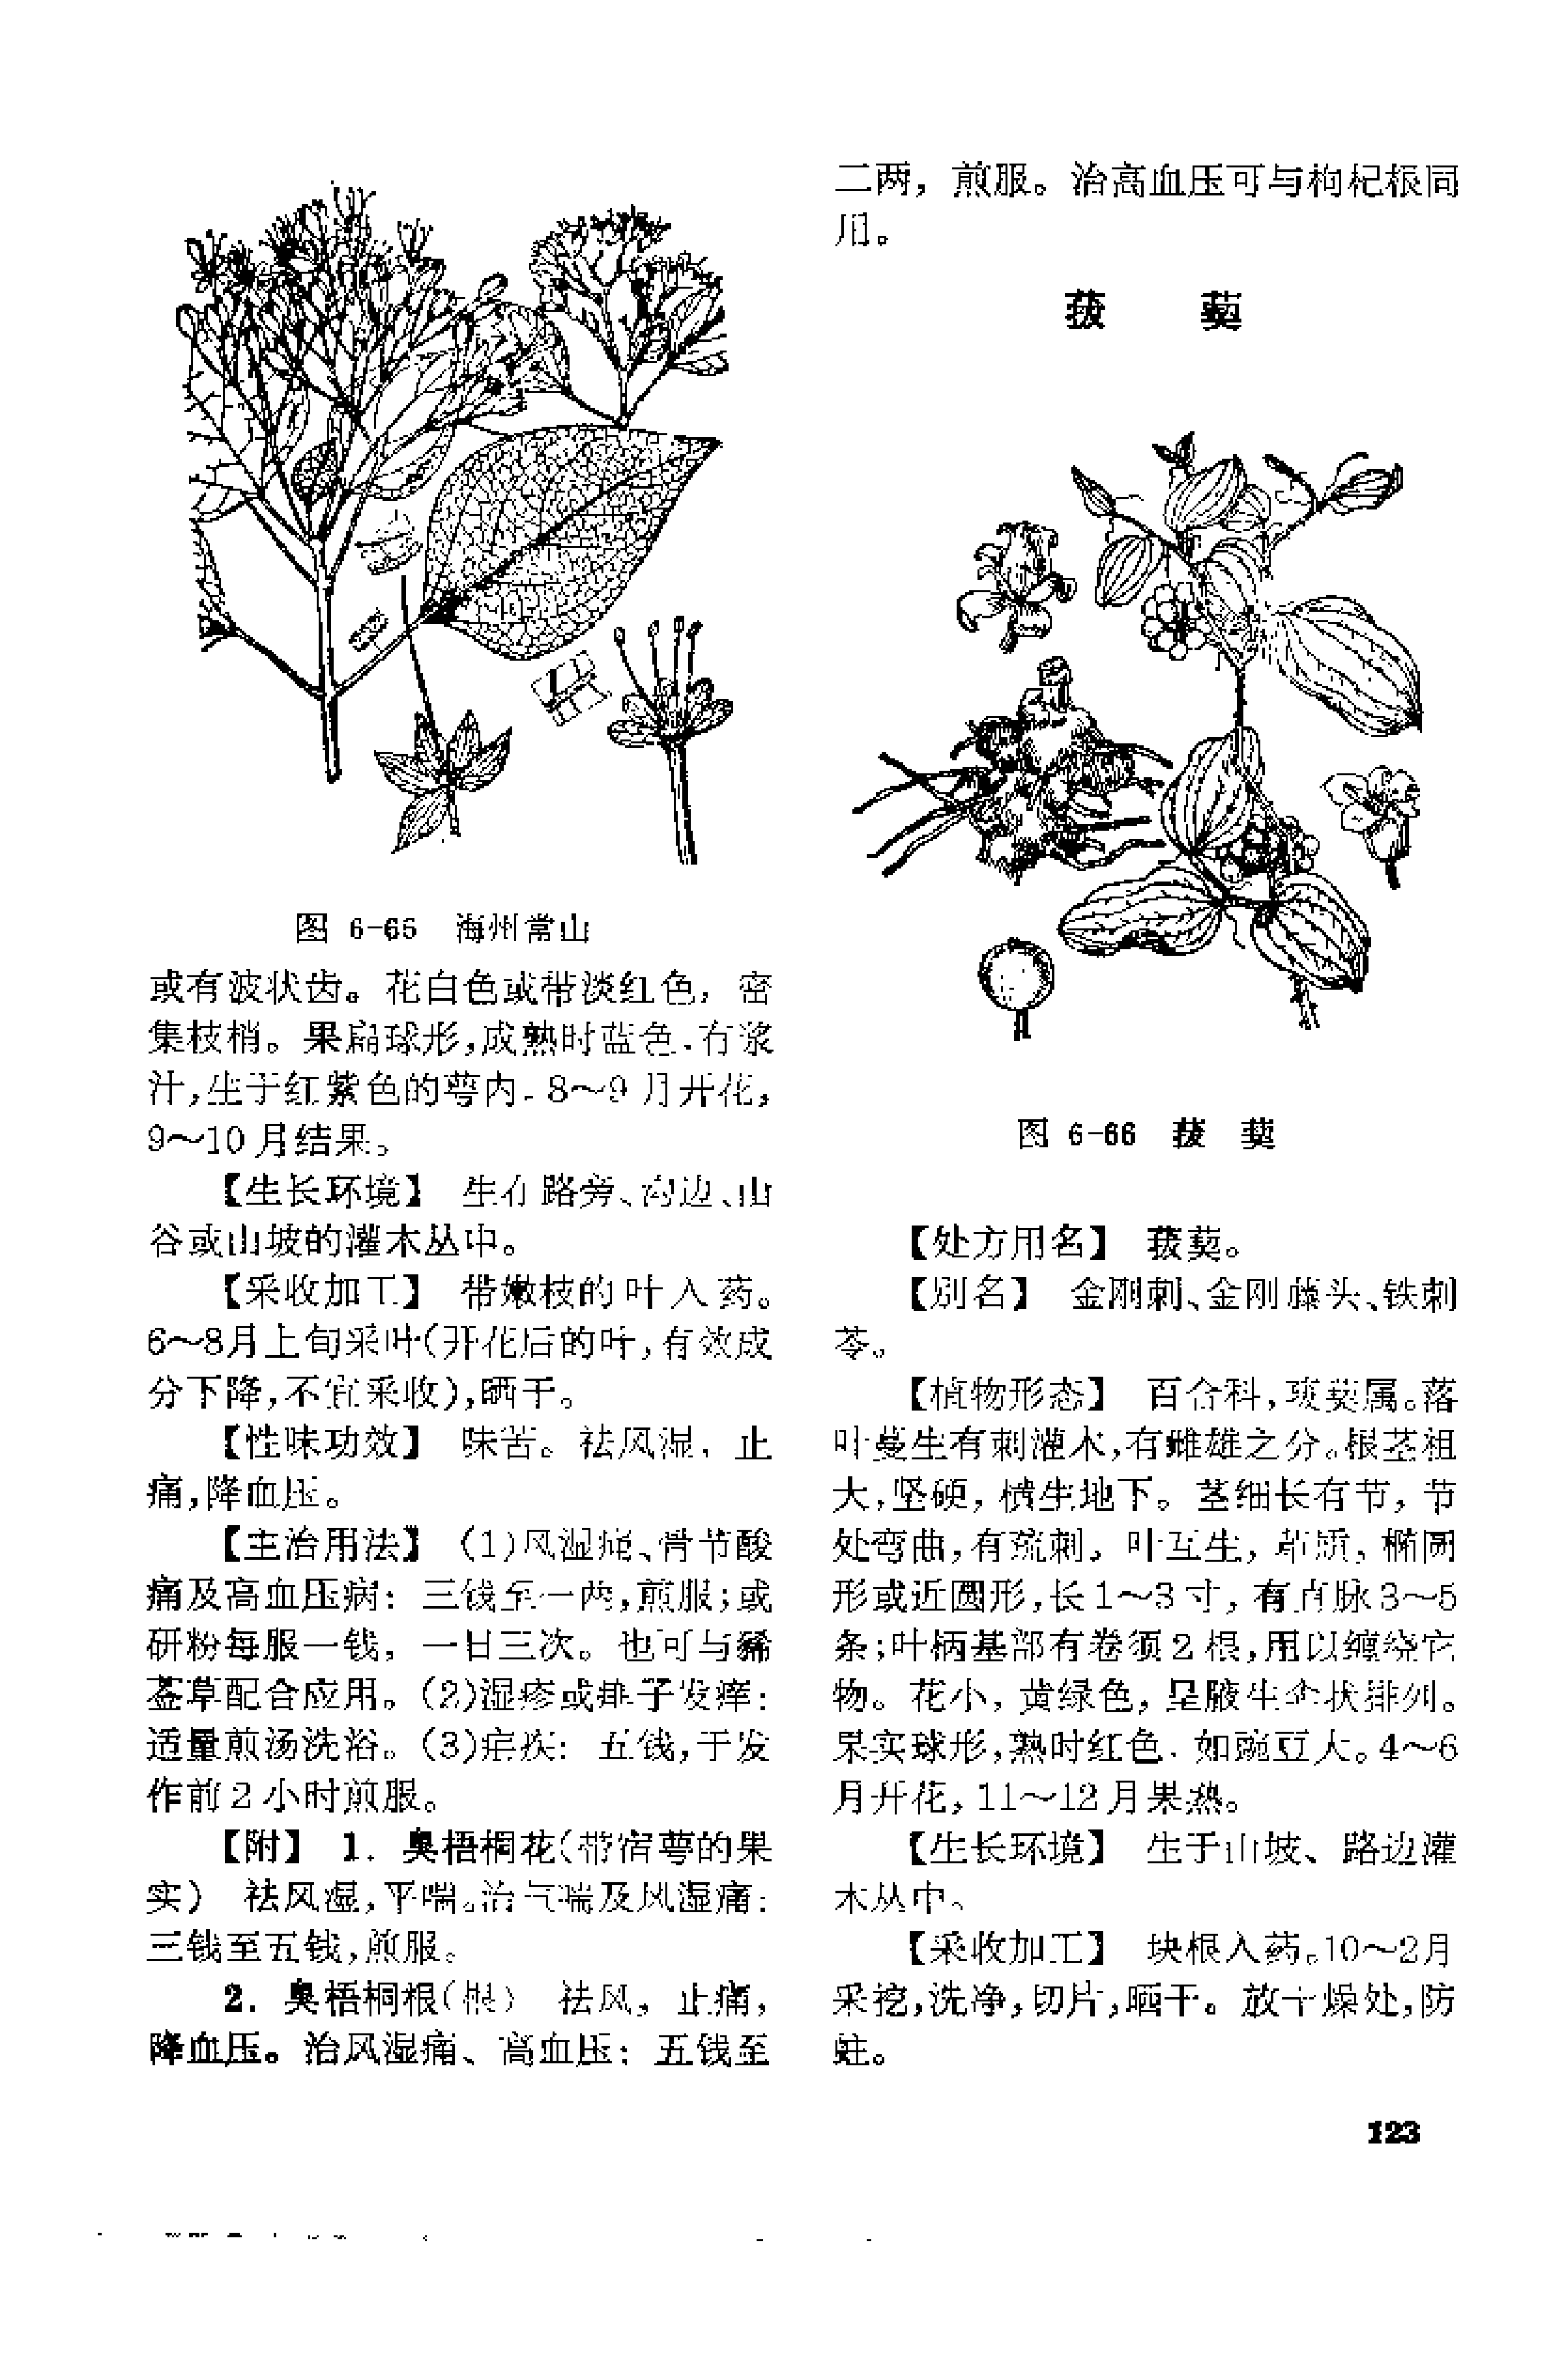 图 6-65 海州常山
或有波状齿。花白色或带淡红色，密
集枝梢。果扁球形，成熟时蓝色，有浆
汁，生于红紫色的萼内。8～9 月开花，
9～10 月结果。
【生长环境】 生在路旁、沟边、山
谷或山坡的灌木丛中。
【采收加工】 带嫩枝的叶入药。
6～8月上旬采叶（开花后的叶，有效成
分下降，不宜采收），晒干。
【性味功效】 味苦。祛风湿，止
痛，降血压。
【主治用法】 （1）风湿痛、骨节酸
痛及高血压病：三钱至一两，煎服；或
研粉每服一钱，一日三次。也可与豨
莶草配合应用。（2）湿疹或痱子发痒：
适量煎汤洗浴。（3）疟疾：五钱，于发
作前 2 小时煎服。
【附】 1. 臭梧桐花（带宿萼的果
实） 祛风湿，平喘。治气喘及风湿痛：
三钱至五钱，煎服。
2. 臭梧桐根（根） 祛风，止痛，
降血压。治风湿痛、高血压：五钱至
二两，煎服。治高血压可与枸杞根同
用。
菝 葜
图 6-66 菝 葜
【处方用名】 菝葜。
【别名】 金刚刺、金刚藤头、铁刺
苓。
【植物形态】 百合科，菝葜属。落
叶蔓生有刺灌木，有雌雄之分。根茎粗
大，坚硬，横生地下。茎细长有节，节
处弯曲，有疏刺。叶互生，革质，椭圆
形或近圆形，长 1～3 寸，有直脉 3～5
条；叶柄基部有卷须 2 根，用以缠绕它
物。花小，黄绿色，呈腋生伞状排列。
果实球形，熟时红色，如豌豆大。4～6
月开花，11～12 月果熟。
【生长环境】 生于山坡、路边灌
木丛中。
【采收加工】 块根入药。10～2月
采挖，洗净，切片，晒干。放干燥处，防
蛀。
123